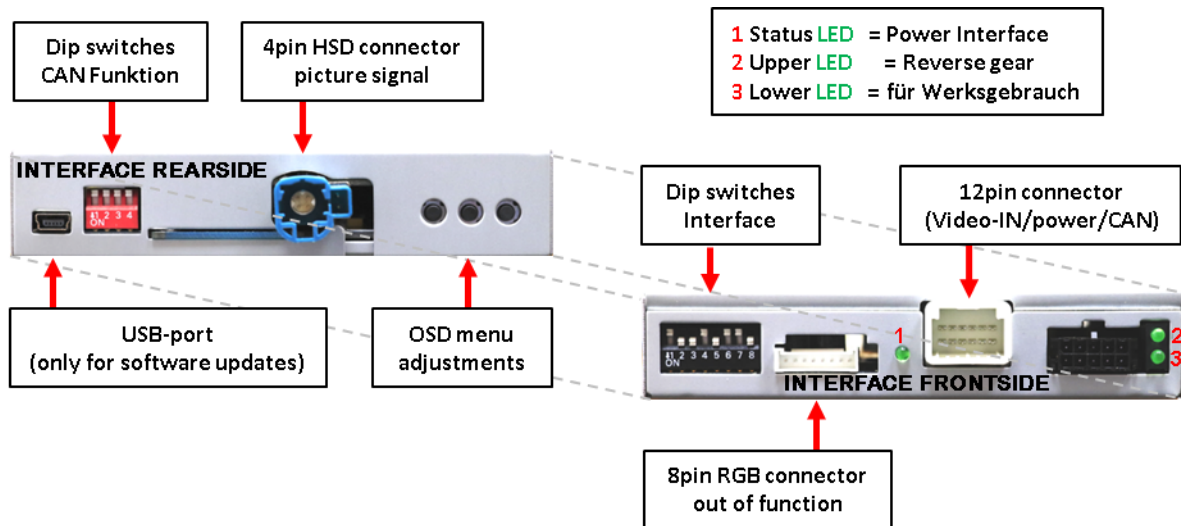 Dip switches
CAN Funktion
4pin HSD connector
picture signal
1 Status LED = Power Interface
2 Upper LED = Reverse gear
3 Lower LED = für Werksgebrauch
INTERFACE REARSIDE
1 2 3 4
ON
Dip switches
Interface
12pin connector
(Video-IN/power/CAN)
USB-port
(only for software updates)
OSD menu
adjustments
1 2 3 4 5 6 7 8
ON
1
2
3
INTERFACE FRONTSIDE
8pin RGB connector
out of function